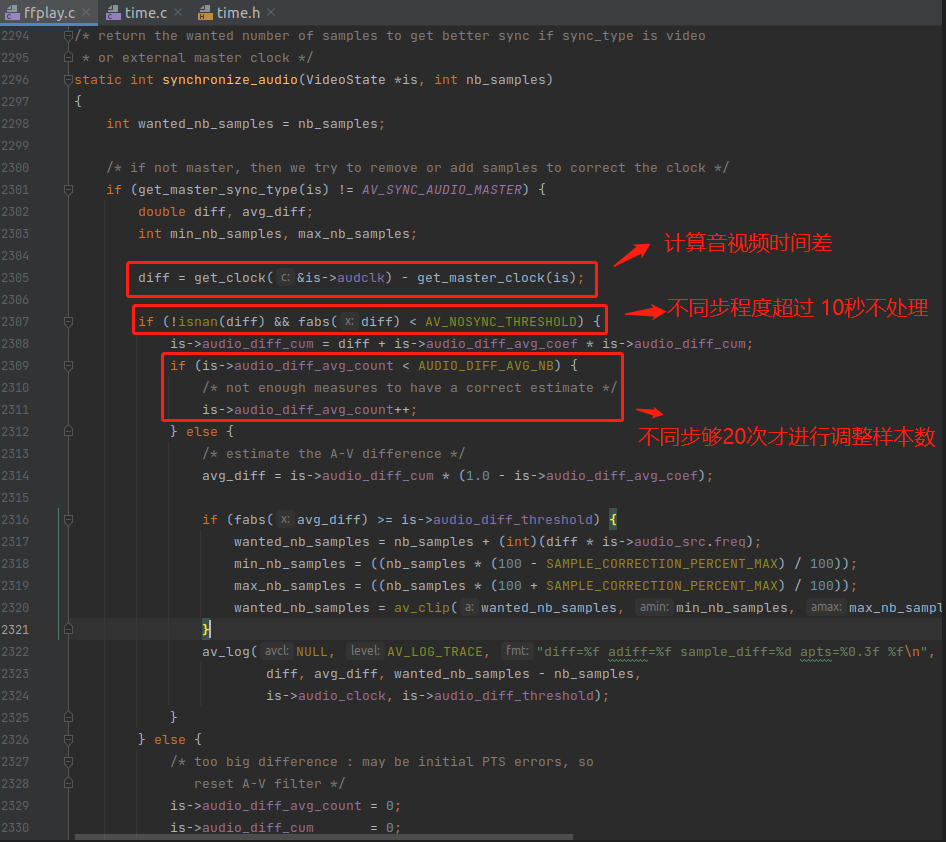 ffplay.c × time.c × time.h ×
2294 /* return the wanted number of samples to get better sync if sync_type is video
2295 * or external master clock */
2296 static int synchronize_audio(VideoState *is, int nb_samples)
2297 {
2298 int wanted_nb_samples = nb_samples;
2299
2300 /* if not master, then we try to remove or add samples to correct the clock */
2301 if (get_master_sync_type(is) != AV_SYNC_AUDIO_MASTER) {
2302 double diff, avg_diff;
2303 int min_nb_samples, max_nb_samples;
计算音视频时间差
2304
2305 diff = get_clock( c: &is->audclk) - get_master_clock(is);
2306
2307 if (!isnan(diff) && fabs( x: diff) < AV_NOSYNC_THRESHOLD) {
不同步程度超过 10秒不处理
2308 is->audio_diff_cum = diff + is->audio_diff_avg_coef * is->audio_diff_cum;
2309 if (is->audio_diff_avg_count < AUDIO_DIFF_AVG_NB) {
2310 /* not enough measures to have a correct estimate */
2311 is->audio_diff_avg_count++;
2312 } else {
不同步够20次才进行调整样本数
2313 /* estimate the A-V difference */
2314 avg_diff = is->audio_diff_cum * (1.0 - is->audio_diff_avg_coef);
2315
2316 if (fabs( x: avg_diff) >= is->audio_diff_threshold) {
2317 wanted_nb_samples = nb_samples + (int)(diff * is->audio_src.freq);
2318 min_nb_samples = ((nb_samples * (100 - SAMPLE_CORRECTION_PERCENT_MAX) / 100));
2319 max_nb_samples = ((nb_samples * (100 + SAMPLE_CORRECTION_PERCENT_MAX) / 100));
2320 wanted_nb_samples = av_clip( a: wanted_nb_samples, amin: min_nb_samples, amax: max_nb_sampl
2321 }
2322 av_log( avcl: NULL, level: AV_LOG_TRACE, fmt: "diff=%f adiff=%f sample_diff=%d apts=%0.3f %f\n",
2323 diff, avg_diff, wanted_nb_samples - nb_samples,
2324 is->audio_clock, is->audio_diff_threshold);
2325 }
2326 } else {
2327 /* too big difference : may be initial PTS errors, so
2328 reset A-V filter */
2329 is->audio_diff_avg_count = 0;
2330 is->audio_diff_cum = 0;